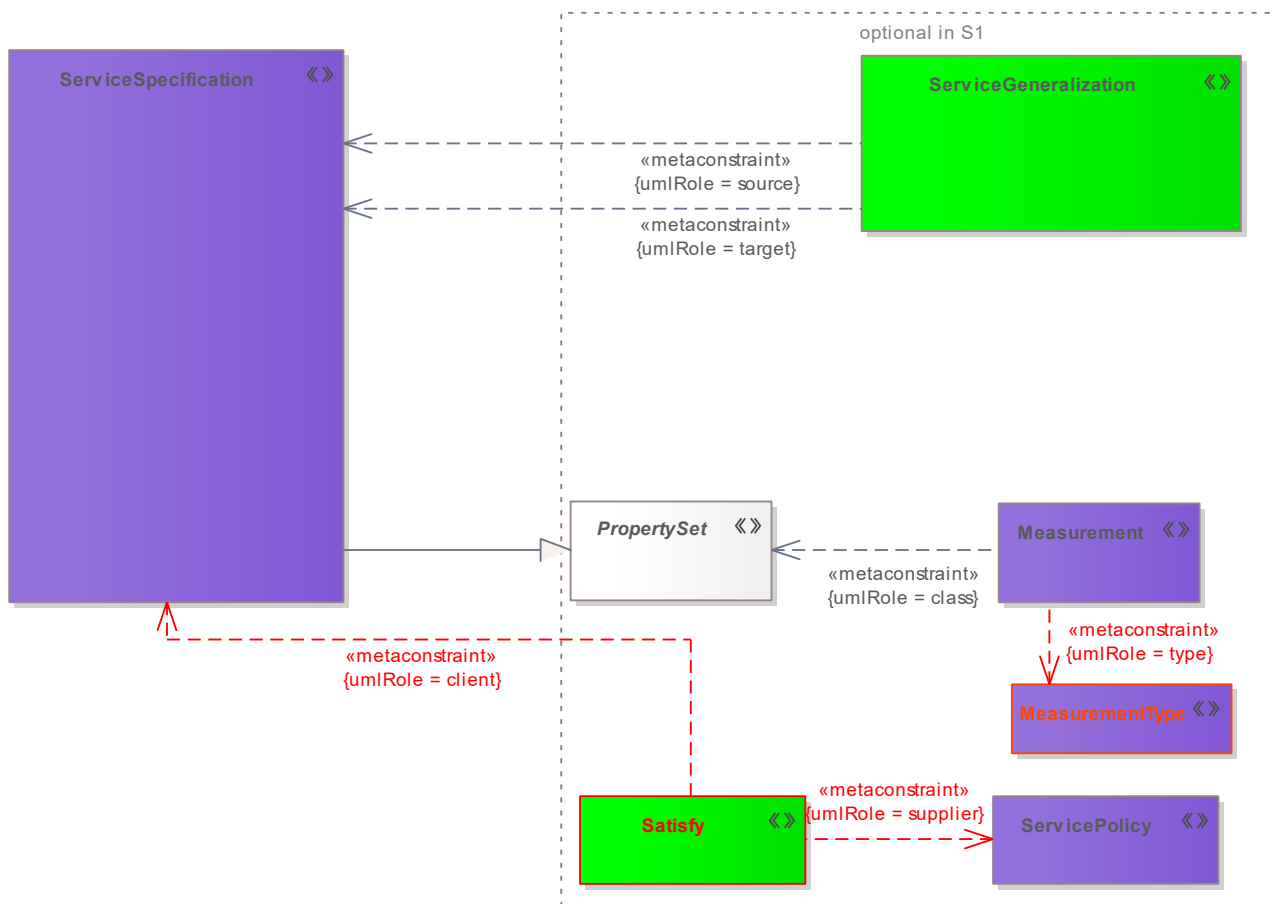 optional in S1
ServiceSpecification «»
ServiceGeneralization «»
«metaconstraint»
{umlRole = source}
«metaconstraint»
{umlRole = target}
PropertySet «»
Measurement «»
«metaconstraint»
{umlRole = class}
«metaconstraint»
{umlRole = type}
«metaconstraint»
{umlRole = client}
MeasurementType «»
«metaconstraint»
{umlRole = supplier}
Satisfy «»
ServicePolicy «»